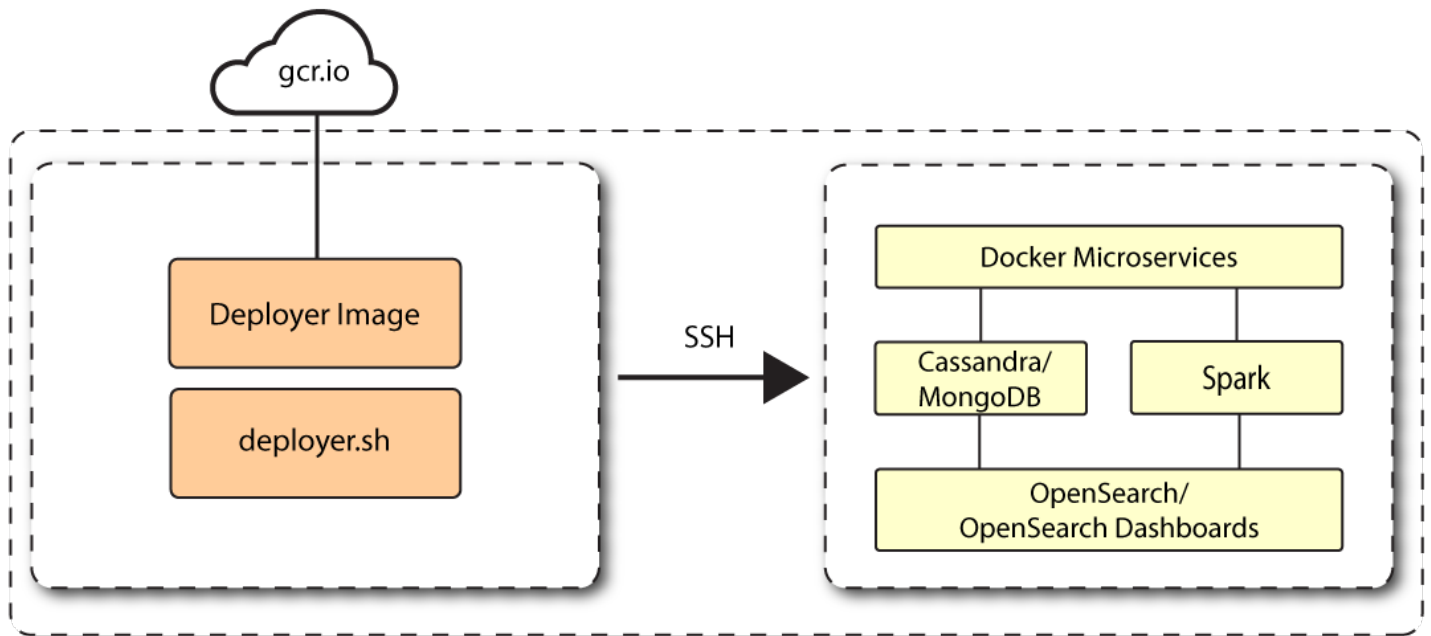 gcr.io
Deployer Image
deployer.sh
SSH
Docker Microservices
Cassandra/
MongoDB
Spark
OpenSearch/
OpenSearch Dashboards